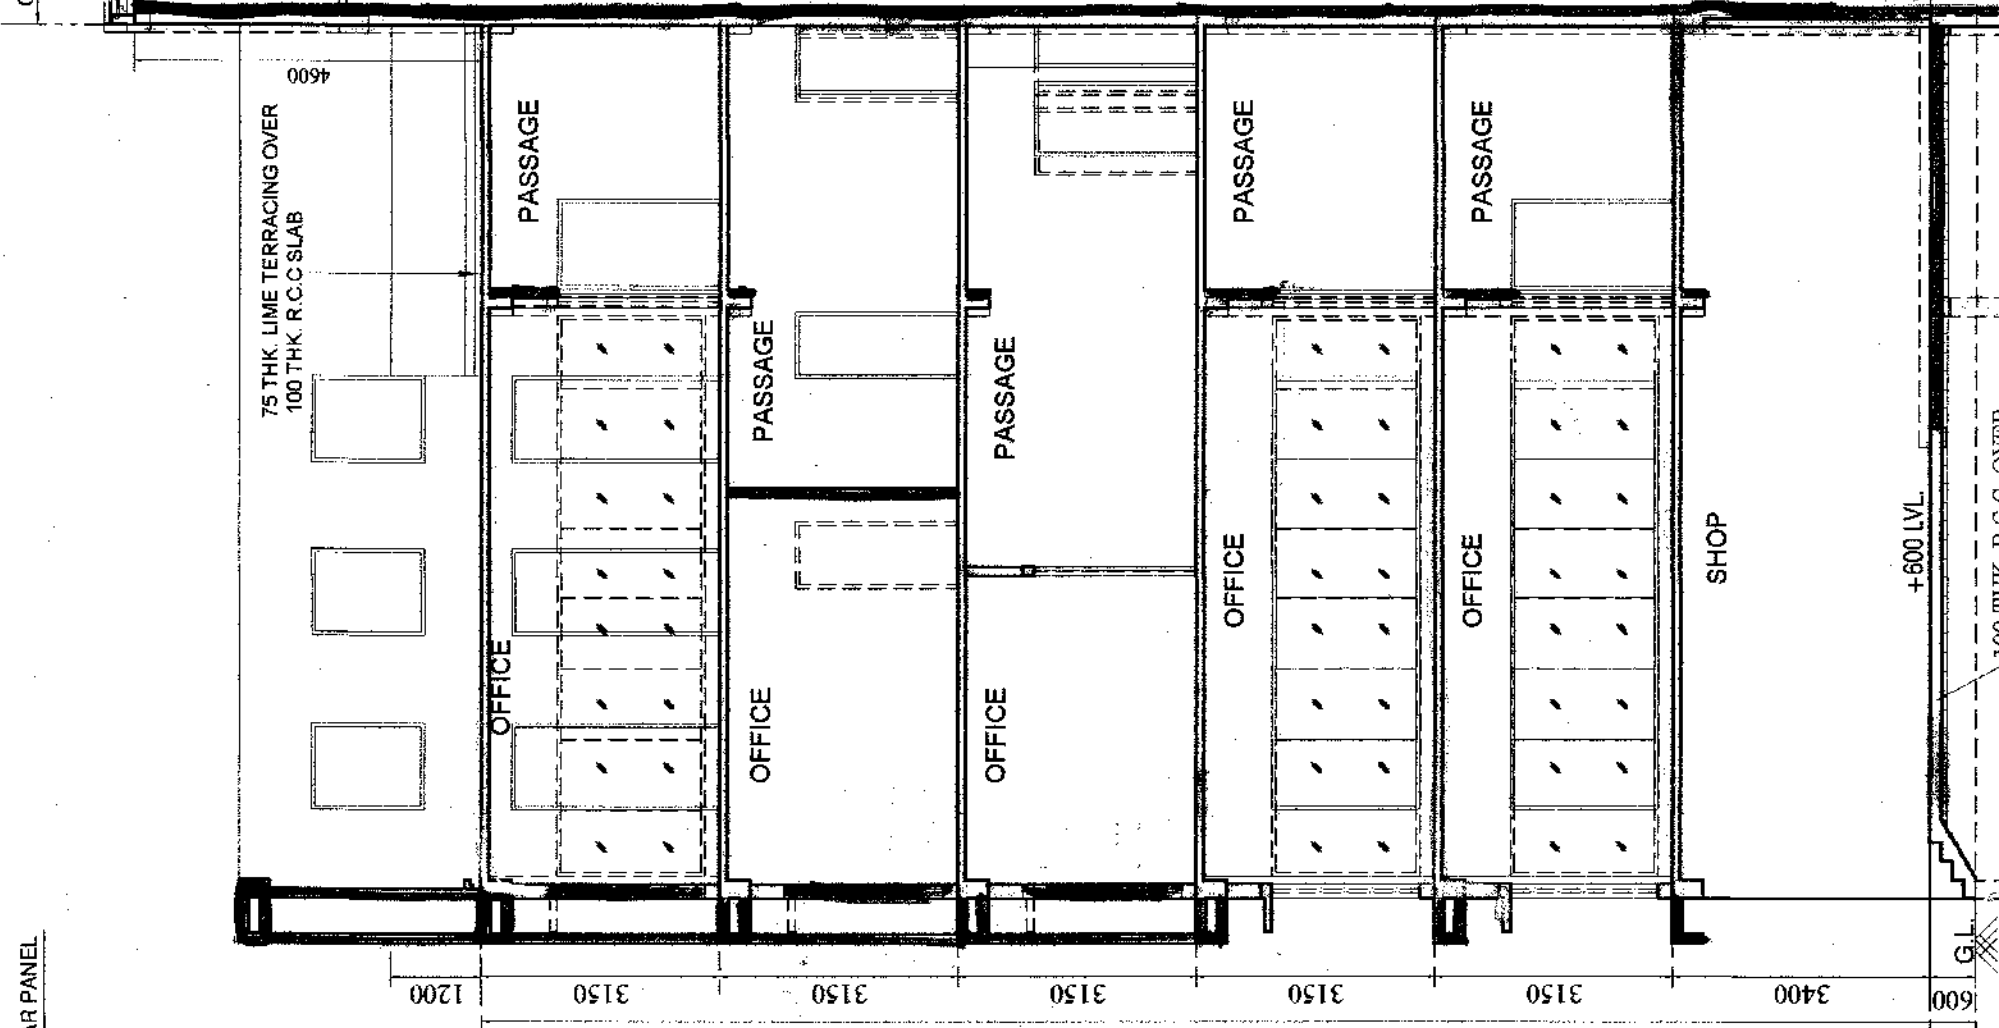 4600
75 THK. LIME TERRACING OVER
100 THK. R.C.C SLAB
PASSAGE
PASSAGE
PASSAGE
PASSAGE
PASSAGE
OFFICE
OFFICE
OFFICE
OFFICE
OFFICE
SHOP
+600 LVL.
G.L.
AR PANEL
1200
3150
3150
3150
3150
3150
3400
600